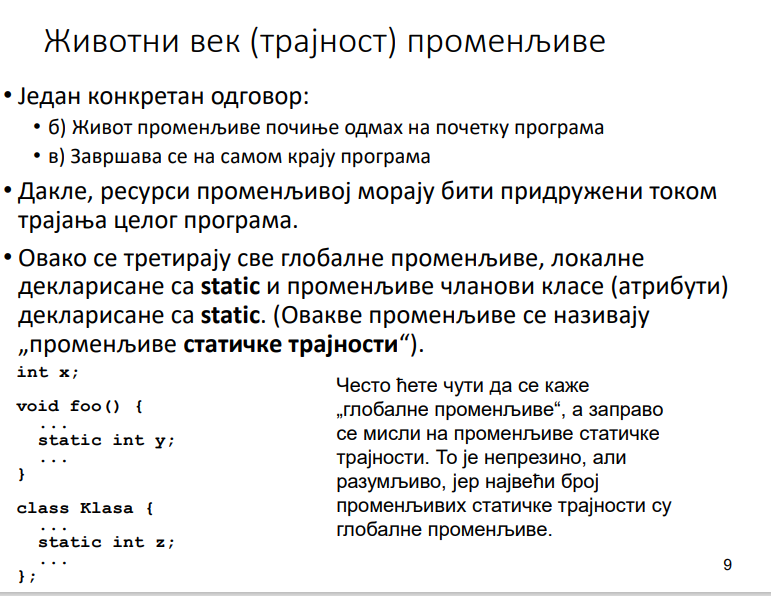 Животни век (трајност) променљиве
• Један конкретан одговор:
• б) Живот променљиве почиње одмах на почетку програма
• в) Завршава се на самом крају програма
• Дакле, ресурси променљивој морају бити придружени током
трајања целог програма.
• Овако се третирају све глобалне променљиве, локалне
декларисане са static и променљиве чланови класе (атрибути)
декларисане са static. (Овакве променљиве се називају
„променљиве статичке трајности“).
int x;
void foo() {
...
static int y;
...
}
class Klasa {
...
static int z;
...
};
Често ћете чути да се каже
„глобалне променљиве“, а заправо
се мисли на променљиве статичке
трајности. То је непрезино, али
разумљиво, јер највећи број
променљивих статичке трајности су
глобалне променљиве.
9